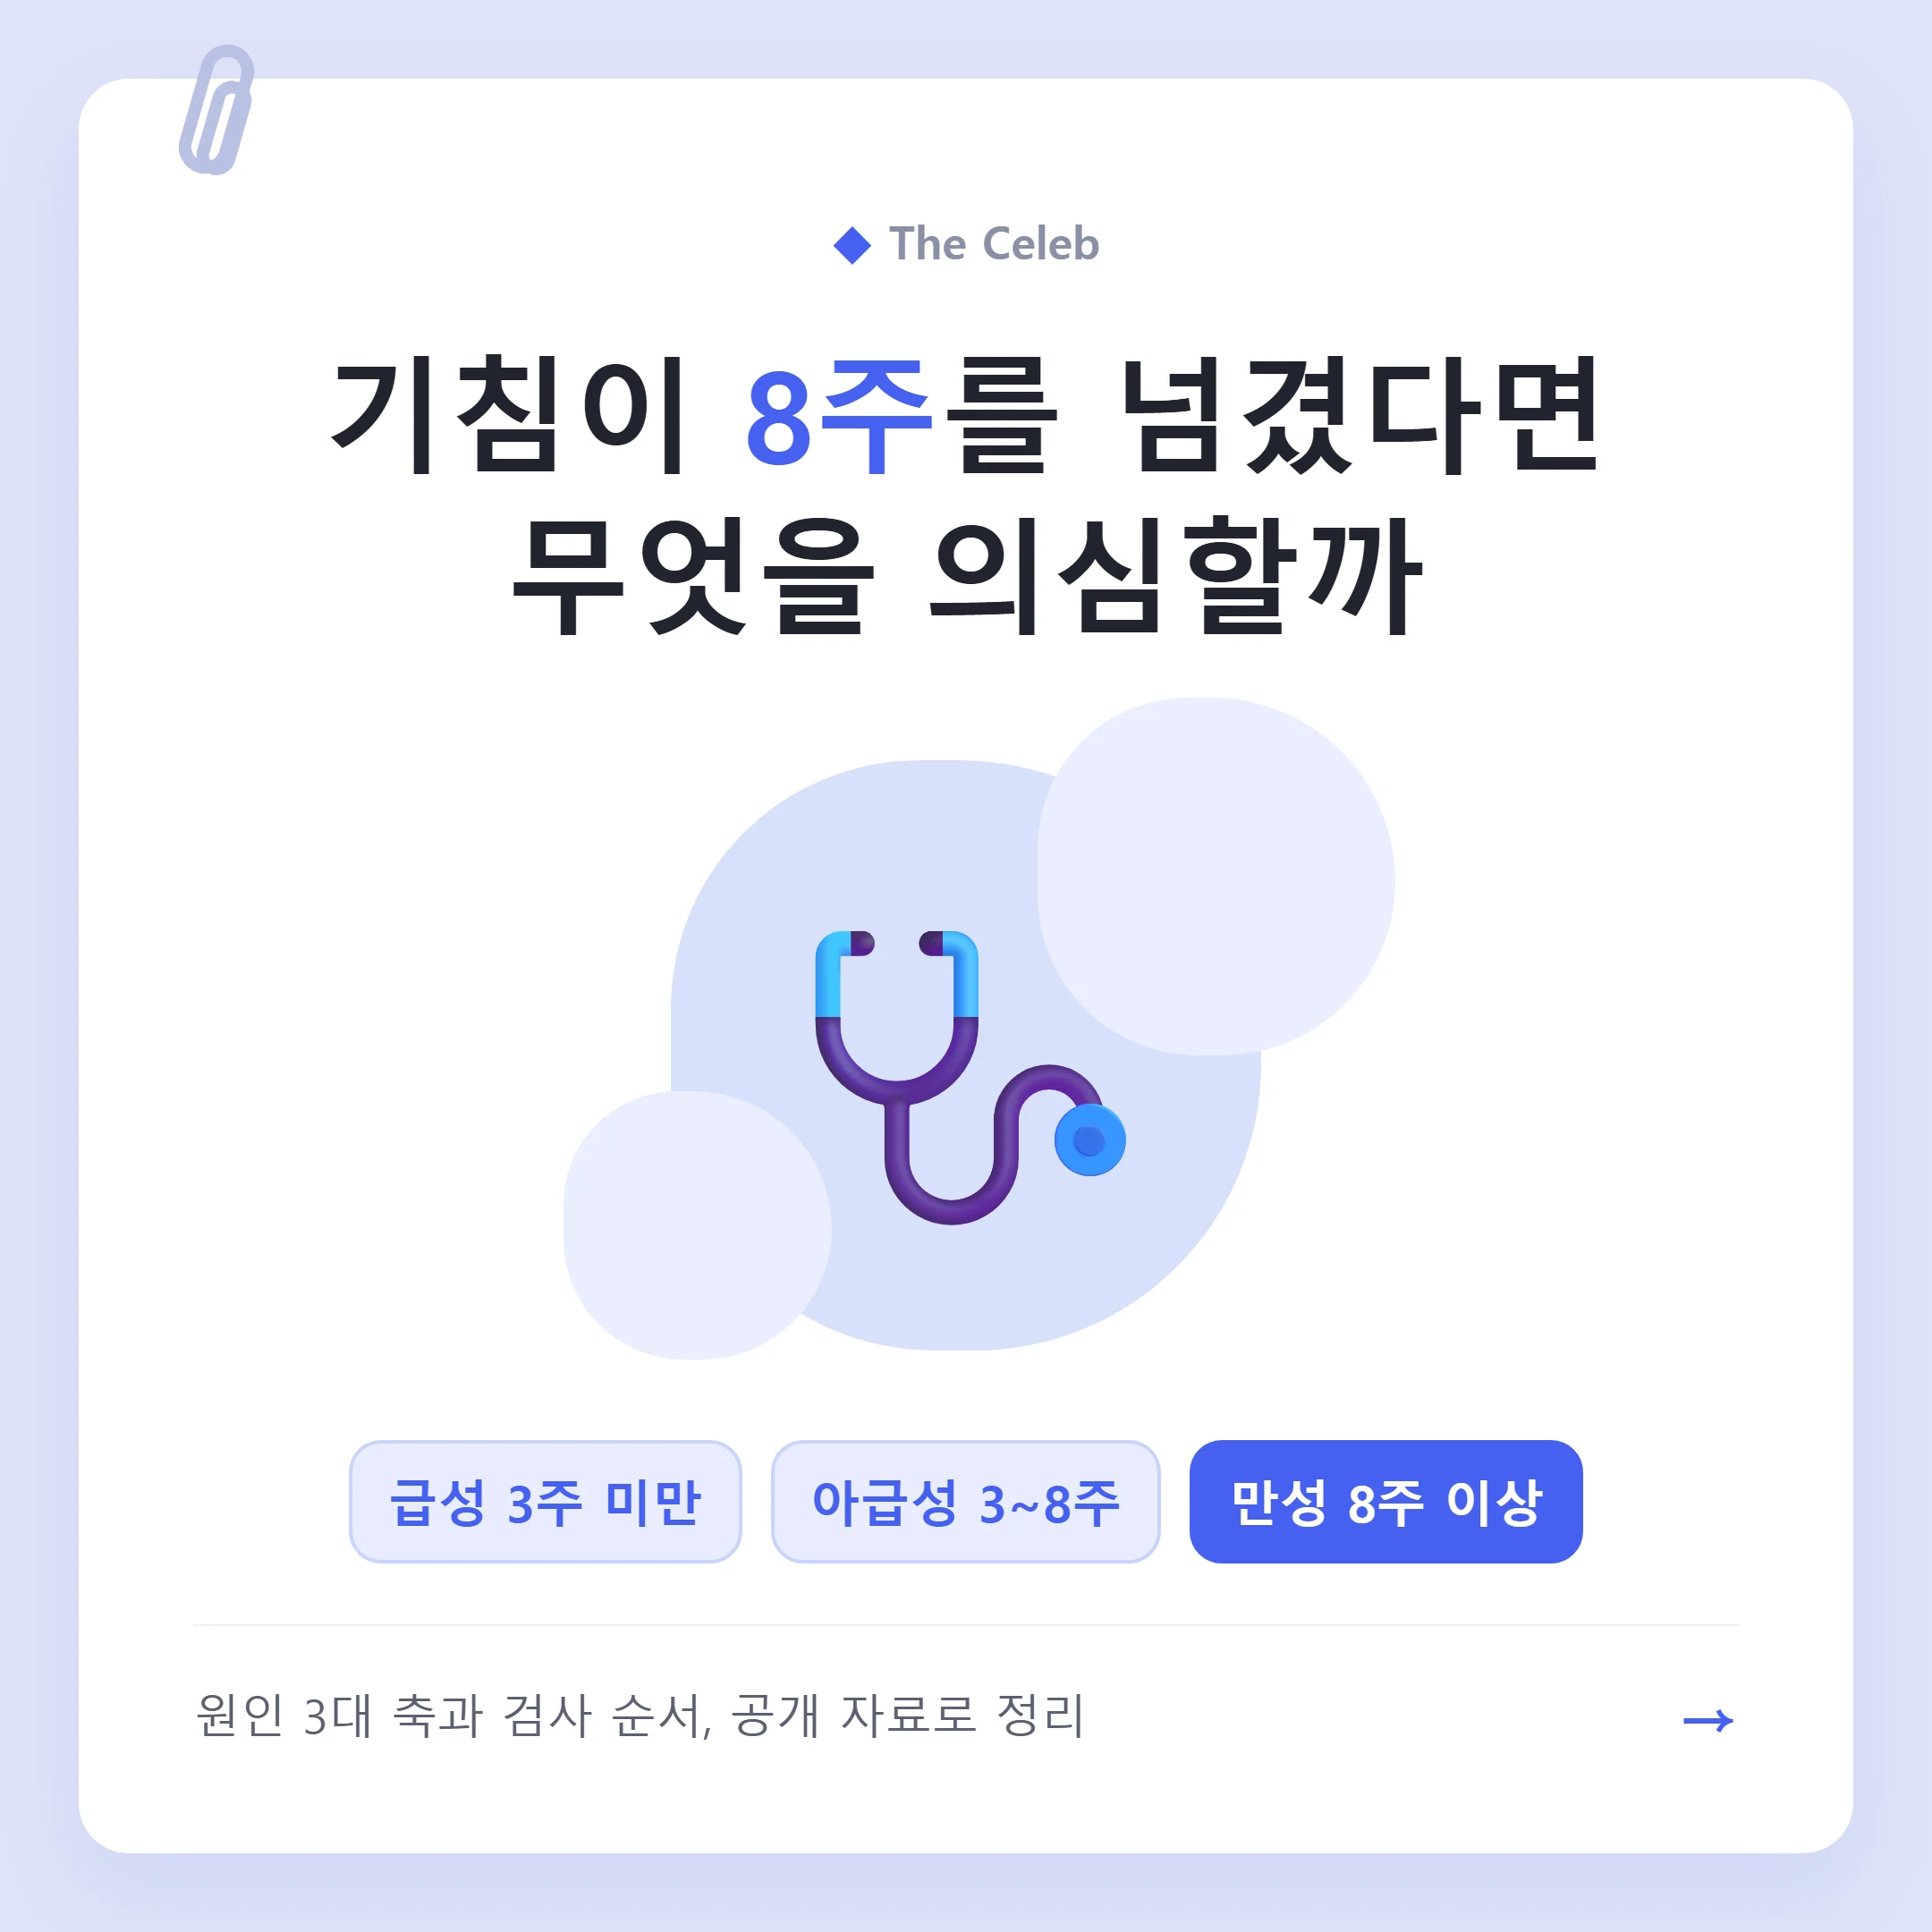 The Celeb
기침이 8주를 넘겼다면
무엇을 의심할까
급성 3주 미만
아급성 3~8주
만성 8주 이상
원인 3대 축과 검사 순서, 공개 자료로 정리 →